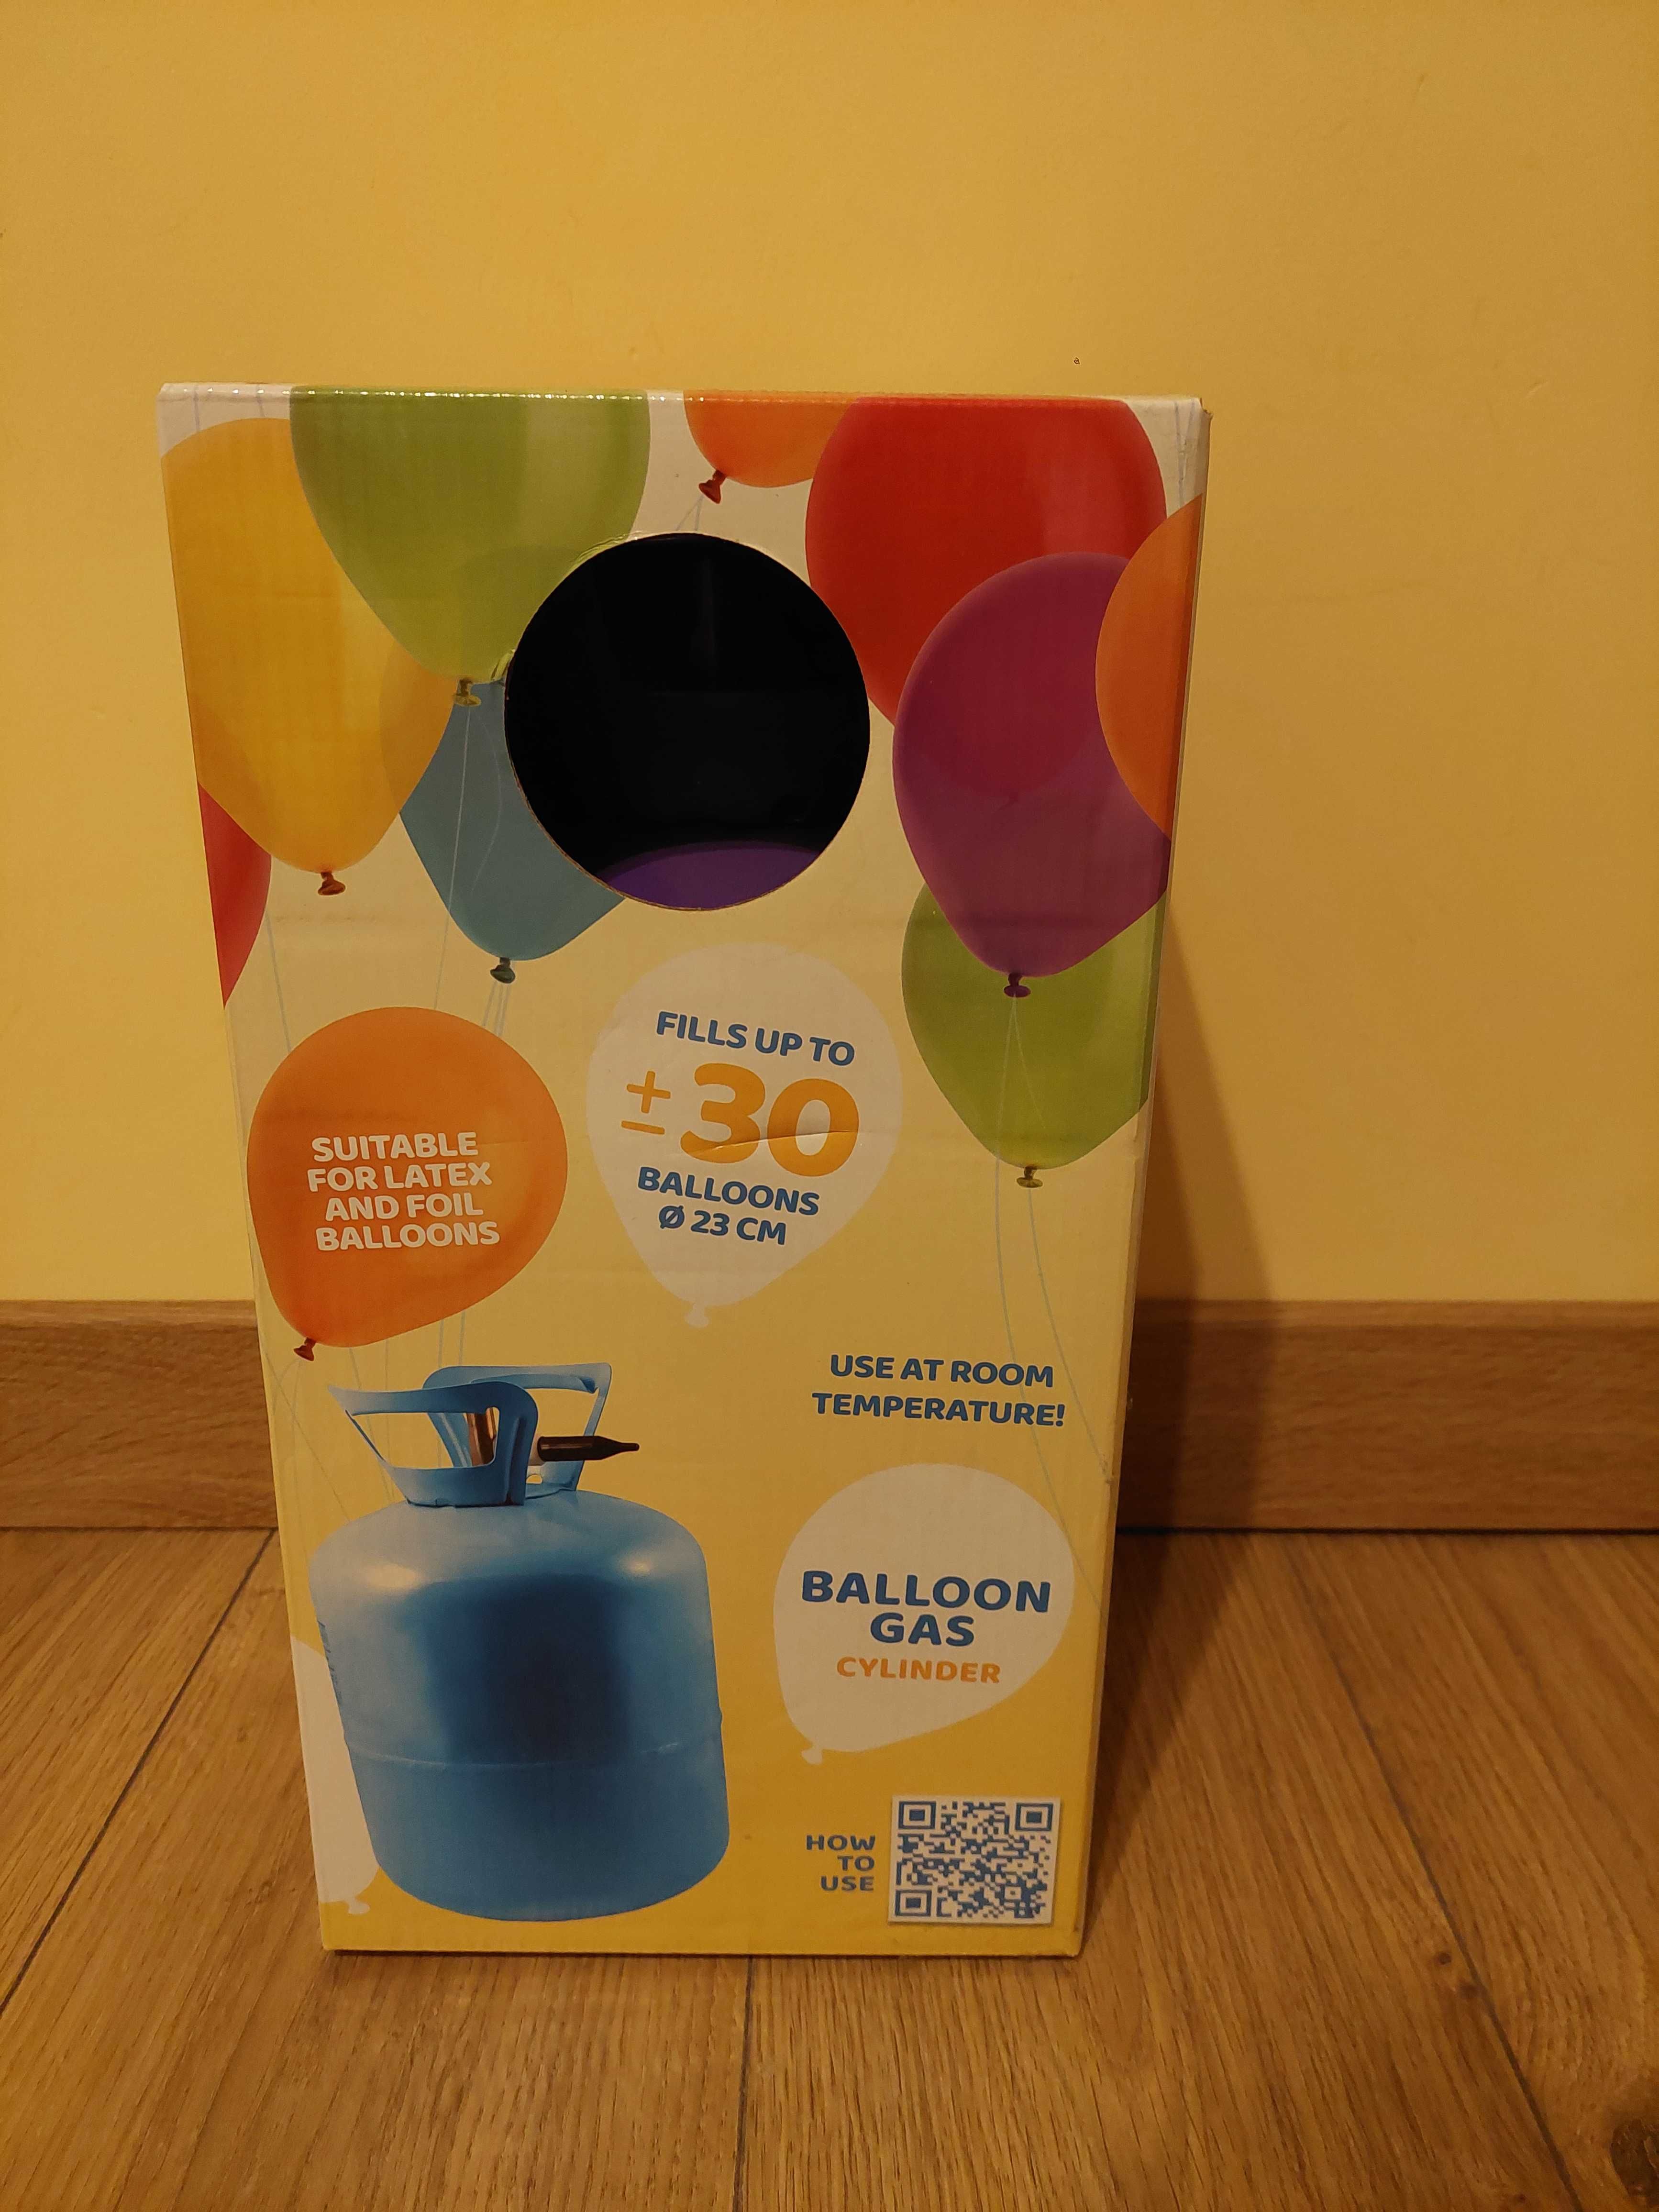 FILLS UP TO
±30
BALLOONS
Ø 23 CM
SUITABLE
FOR LATEX
AND FOIL
BALLOONS
USE AT ROOM
TEMPERATURE!
BALLOON
GAS
CYLINDER
HOW
TO
USE